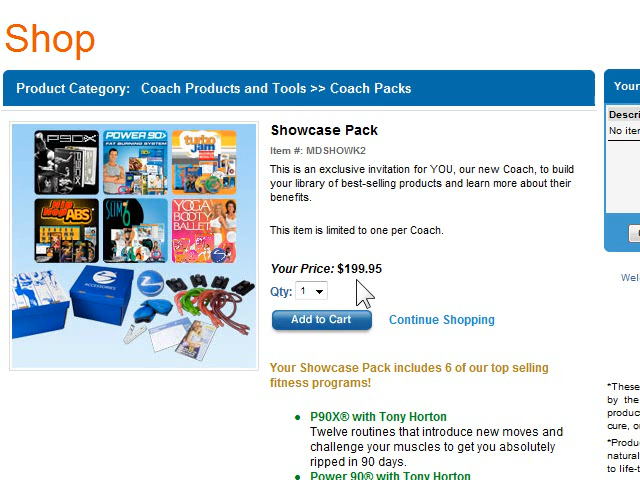 Shop
Product Category: Coach Products and Tools >> Coach Packs
Your
P90X
POWER 90
FAT BURNING SYSTEM
turbo
Jam
HIP HOP
ABS
SLIM
6
YOGA
BOOTY
BALLET
ACCESSORIES
Showcase Pack
Item #: MDSHOWK2
This is an exclusive invitation for YOU, our new Coach, to build
your library of best-selling products and learn more about their
benefits.
This item is limited to one per Coach.
Your Price: $199.95
Qty: 1
Add to Cart Continue Shopping
Your Showcase Pack includes 6 of our top selling
fitness programs!
• P90X® with Tony Horton
Twelve routines that introduce new moves and
challenge your muscles to get you absolutely
ripped in 90 days.
• Power 90® with Tony Horton
Descri
No iter
Wel
*These
by the
produc
cure, o
*Produ
natural
to life-t